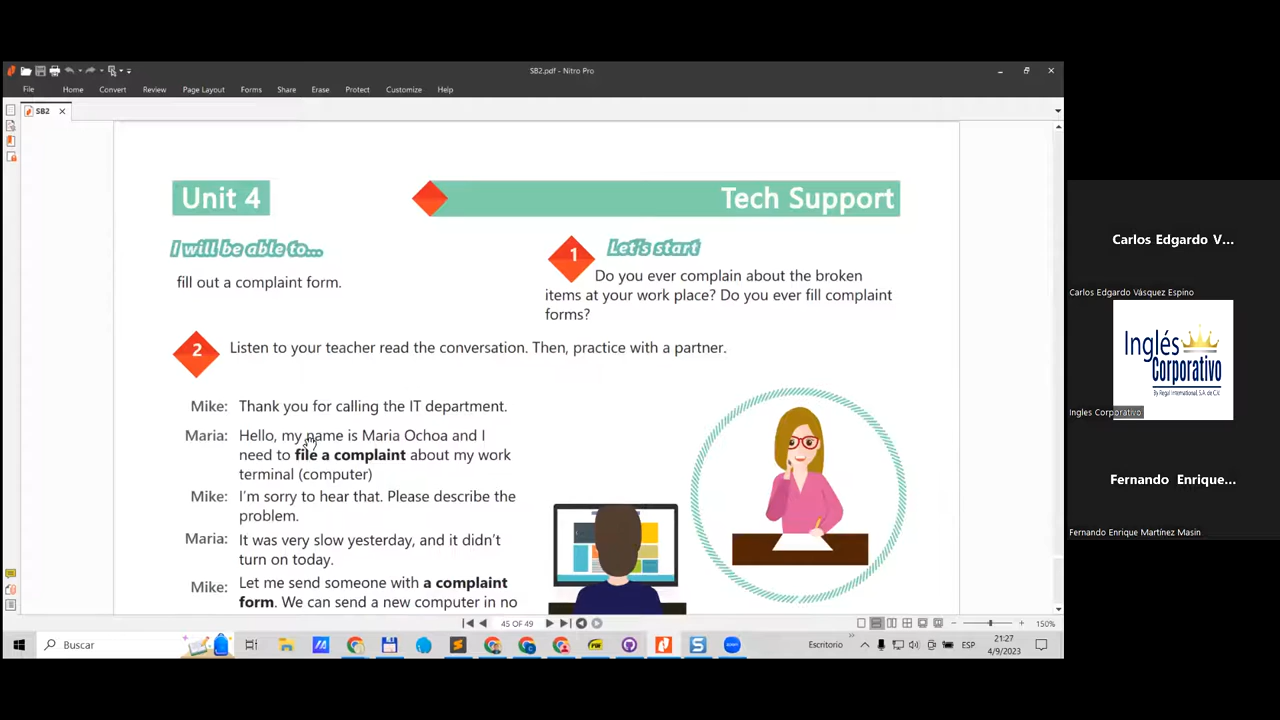 SB2.pdf - Nitro Pro
File Home Convert Review Page Layout Forms Share Erase Protect Customize Help
SB2
Unit 4
Tech Support
I will be able to...
fill out a complaint form.
1
Let's start
Do you ever complain about the broken
items at your work place? Do you ever fill complaint
forms?
2
Listen to your teacher read the conversation. Then, practice with a partner.
Mike: Thank you for calling the IT department.
Maria: Hello, my name is Maria Ochoa and I
need to file a complaint about my work
terminal (computer)
Mike: I'm sorry to hear that. Please describe the
problem.
Maria: It was very slow yesterday, and it didn't
turn on today.
Mike: Let me send someone with a complaint
form. We can send a new computer in no
45 OF 49
150%
Buscar
Escritorio
ESP
21:27
4/9/2023
Carlos Edgardo V...
Carlos Edgardo Vásquez Espino
Inglés
Corporativo
By Regal International, S.A. de C.V.
Ingles Corporativo
Fernando Enrique...
Fernando Enrique Martínez Masin